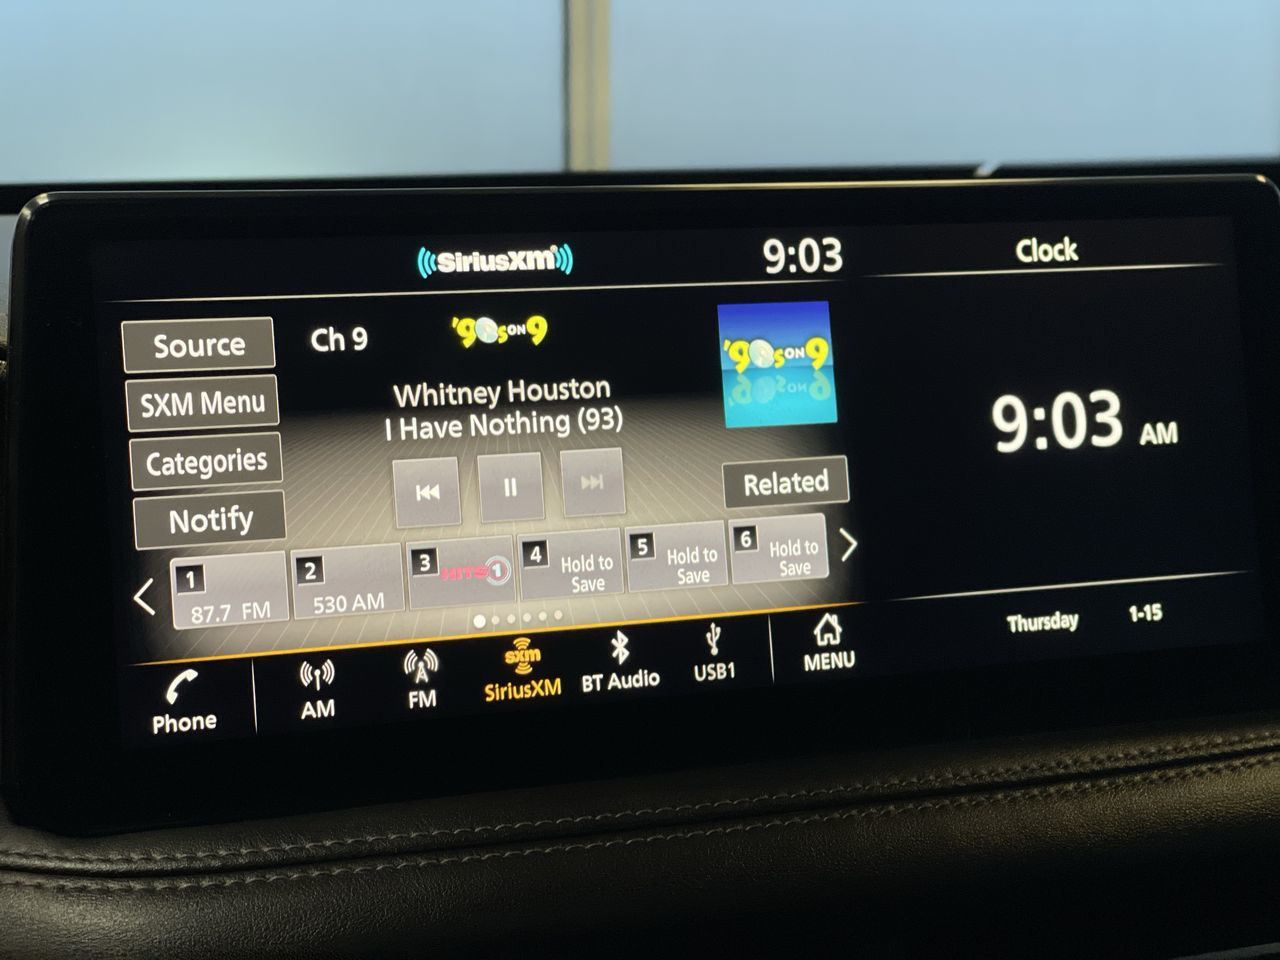 SiriusXM
9:03
Clock
Source
Ch 9
'90s ON 9
'90s ON 9
SXM Menu
Whitney Houston
I Have Nothing (93)
9:03 AM
Categories
Related
Notify
1
87.7 FM
2
530 AM
3
HITS 1
4
Hold to
Save
5
Hold to
Save
6
Hold to
Save
Thursday 1-15
Phone
AM
FM
sxm
SiriusXM
BT Audio
USB1
MENU